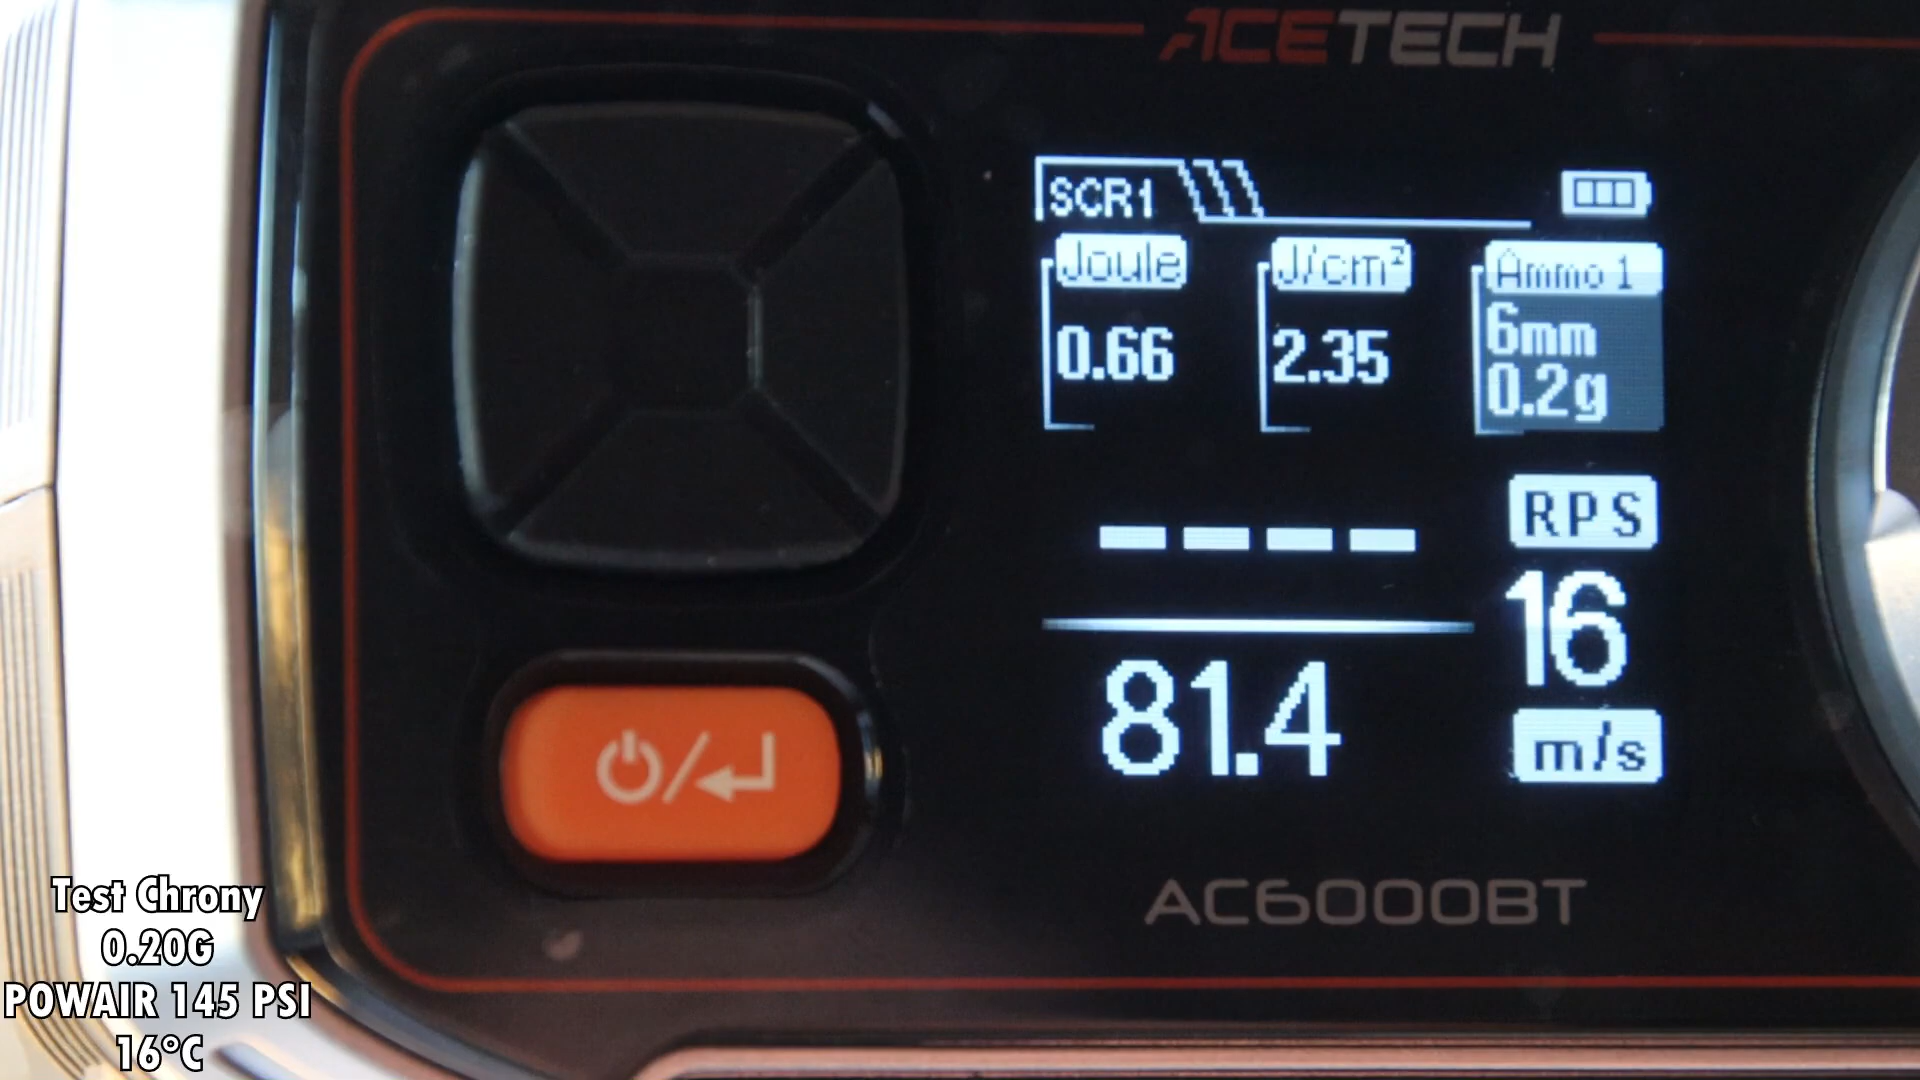 ACETECH
SCR1
Joule
J/cm²
Ammo 1
0.66
2.35
6mm
0.2g
RPS
16
81.4
m/s
AC6000BT
Test Chrony
0.20G
POWAIR 145 PSI
16°C